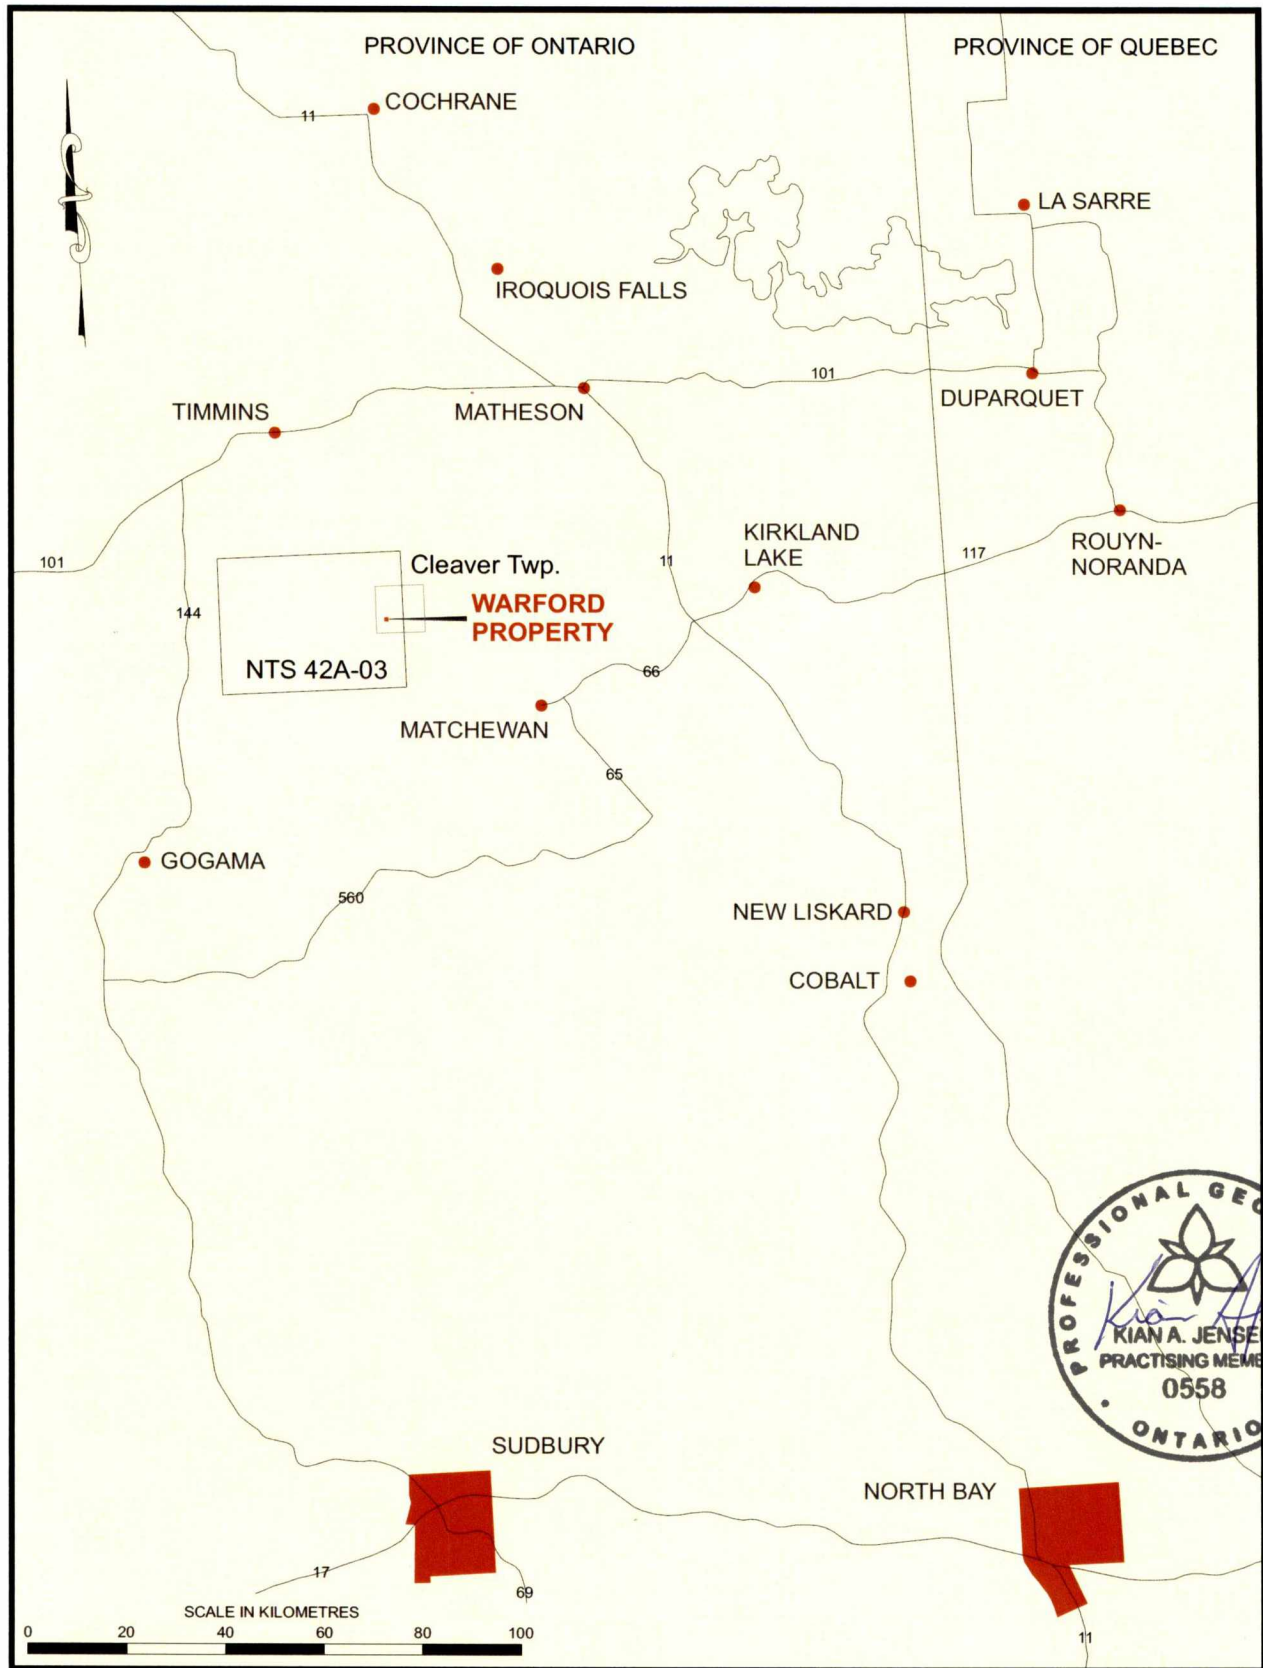 PROVINCE OF ONTARIO
PROVINCE OF QUEBEC
COCHRANE
11
LA SARRE
IROQUOIS FALLS
101
DUPARQUET
TIMMINS
MATHESON
KIRKLAND
LAKE
117
ROUYN-
NORANDA
101
11
Cleaver Twp.
WARFORD
PROPERTY
144
NTS 42A-03
66
MATCHEWAN
65
GOGAMA
560
NEW LISKARD
COBALT
PROFESSIONAL GEO
KIAN A. JENSE
PRACTISING MEMB
0558
ONTARIO
SUDBURY
NORTH BAY
17
69
SCALE IN KILOMETRES
0 20 40 60 80 100
11